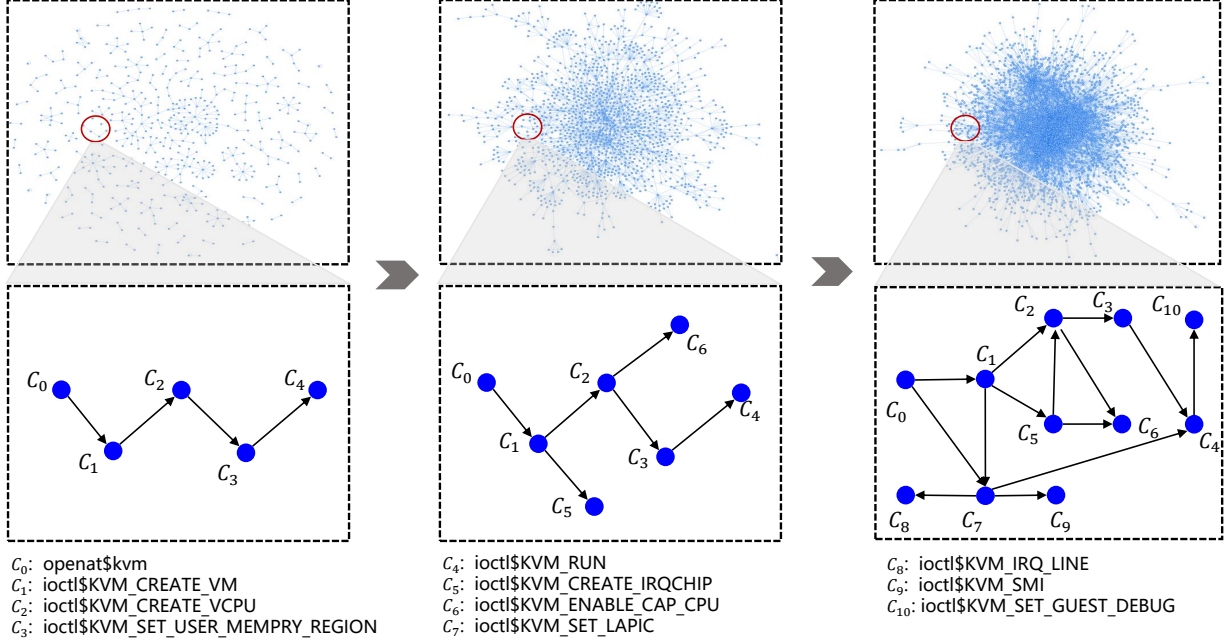 C0
C1
C2
C3
C4
C0
C1
C2
C3
C4
C5
C6
C0
C1
C2
C3
C10
C5
C6
C4
C8
C7
C9
C0: openat$kvm
C1: ioctl$KVM_CREATE_VM
C2: ioctl$KVM_CREATE_VCPU
C3: ioctl$KVM_SET_USER_MEMPRY_REGION
C4: ioctl$KVM_RUN
C5: ioctl$KVM_CREATE_IRQCHIP
C6: ioctl$KVM_ENABLE_CAP_CPU
C7: ioctl$KVM_SET_LAPIC
C8: ioctl$KVM_IRQ_LINE
C9: ioctl$KVM_SMI
C10: ioctl$KVM_SET_GUEST_DEBUG